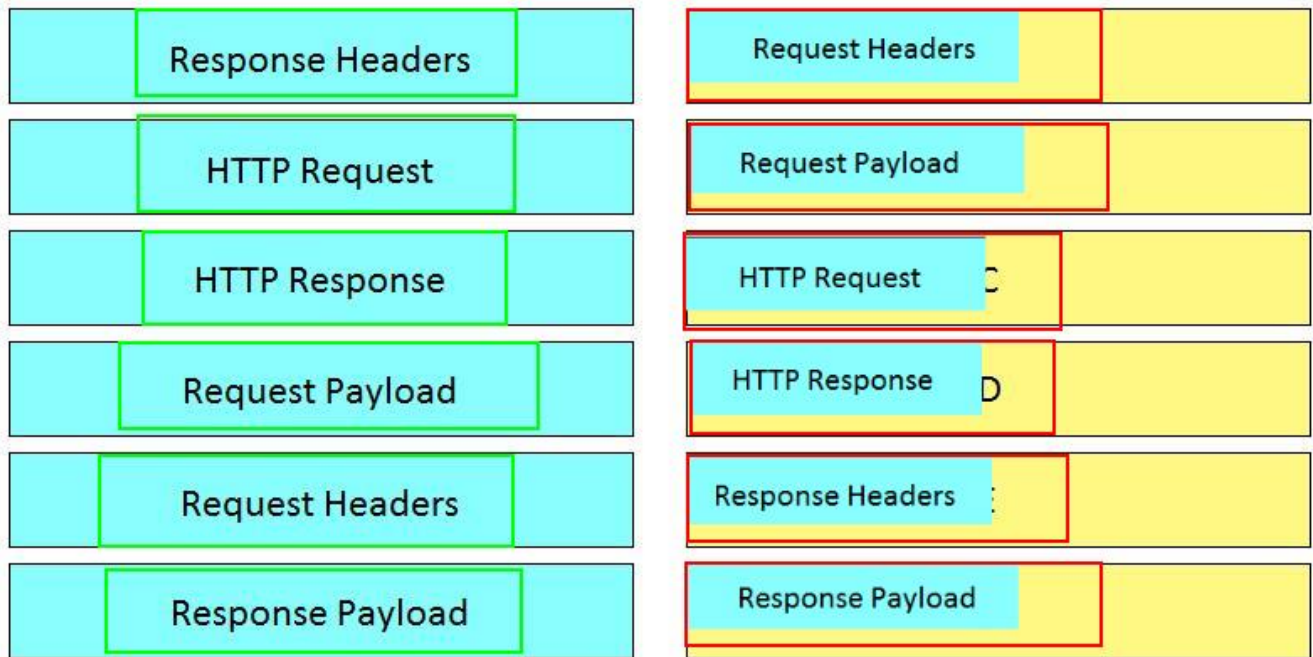 Response Headers
HTTP Request
HTTP Response
Request Payload
Request Headers
Response Payload
Request Headers
Request Payload
HTTP Request C
HTTP Response D
Response Headers
Response Payload